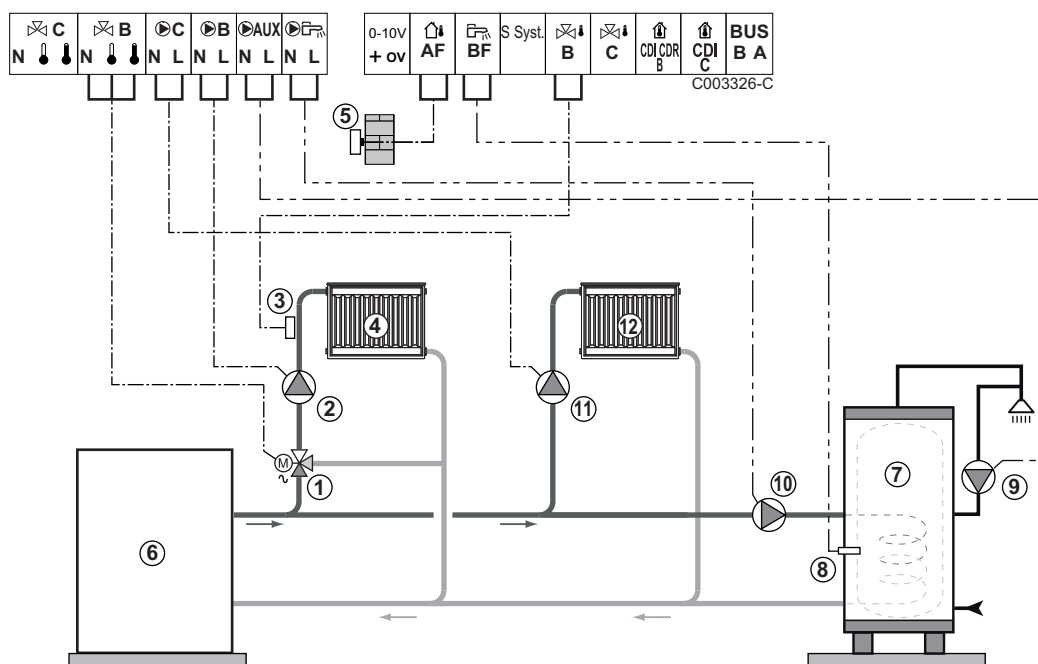 C B C B AUX
N N N L N L N L N L
0-10V
+ ov
AF
BF
S Syst.
B
C
CDI CDR
B
CDI
C
BUS
B A
C003326-C
5
3
4
12
2
11
M
~
1
10
7
9
6
8